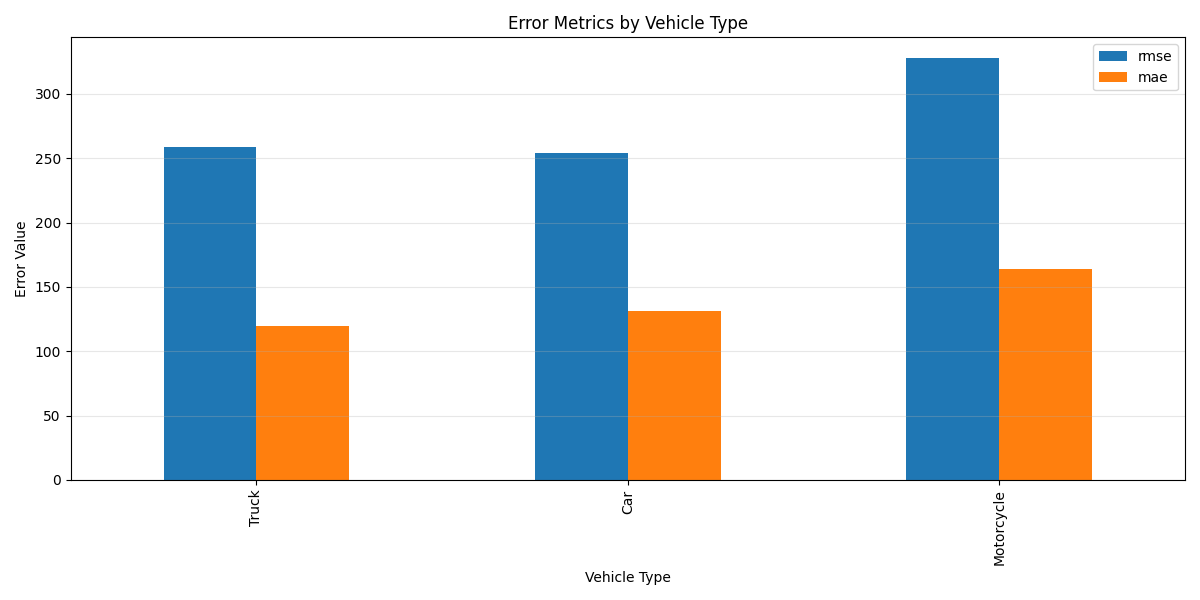 Error Metrics by Vehicle Type
rmse
mae
Error Value
300
250
200
150
100
50
0
Truck
Car
Motorcycle
Vehicle Type